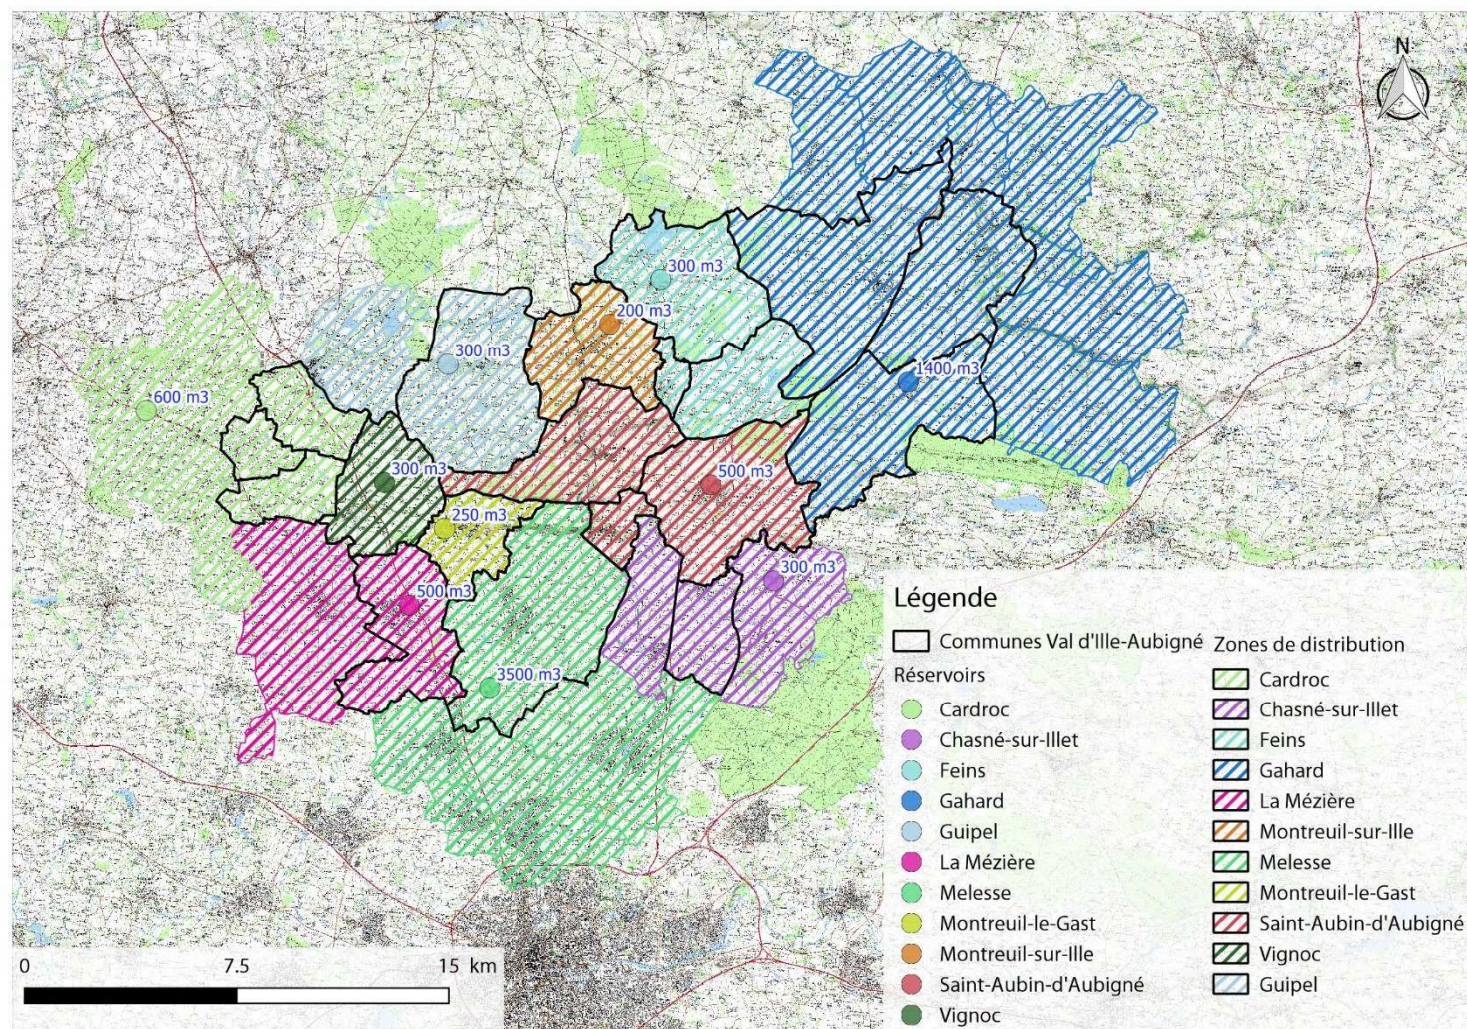 N
300 m3
200 m3
300 m3
1400 m3
600 m3
300 m3
500 m3
250 m3
300 m3
500 m3
3500 m3
Légende
Communes Val d'Ille-Aubigné
Réservoirs
Cardroc
Chasné-sur-Illet
Feins
Gahard
Guipel
La Mézière
Melesse
Montreuil-le-Gast
Montreuil-sur-Ille
Saint-Aubin-d'Aubigné
Vignoc
Zones de distribution
Cardroc
Chasné-sur-Illet
Feins
Gahard
La Mézière
Montreuil-sur-Ille
Melesse
Montreuil-le-Gast
Saint-Aubin-d'Aubigné
Vignoc
Guipel
0 7.5 15 km